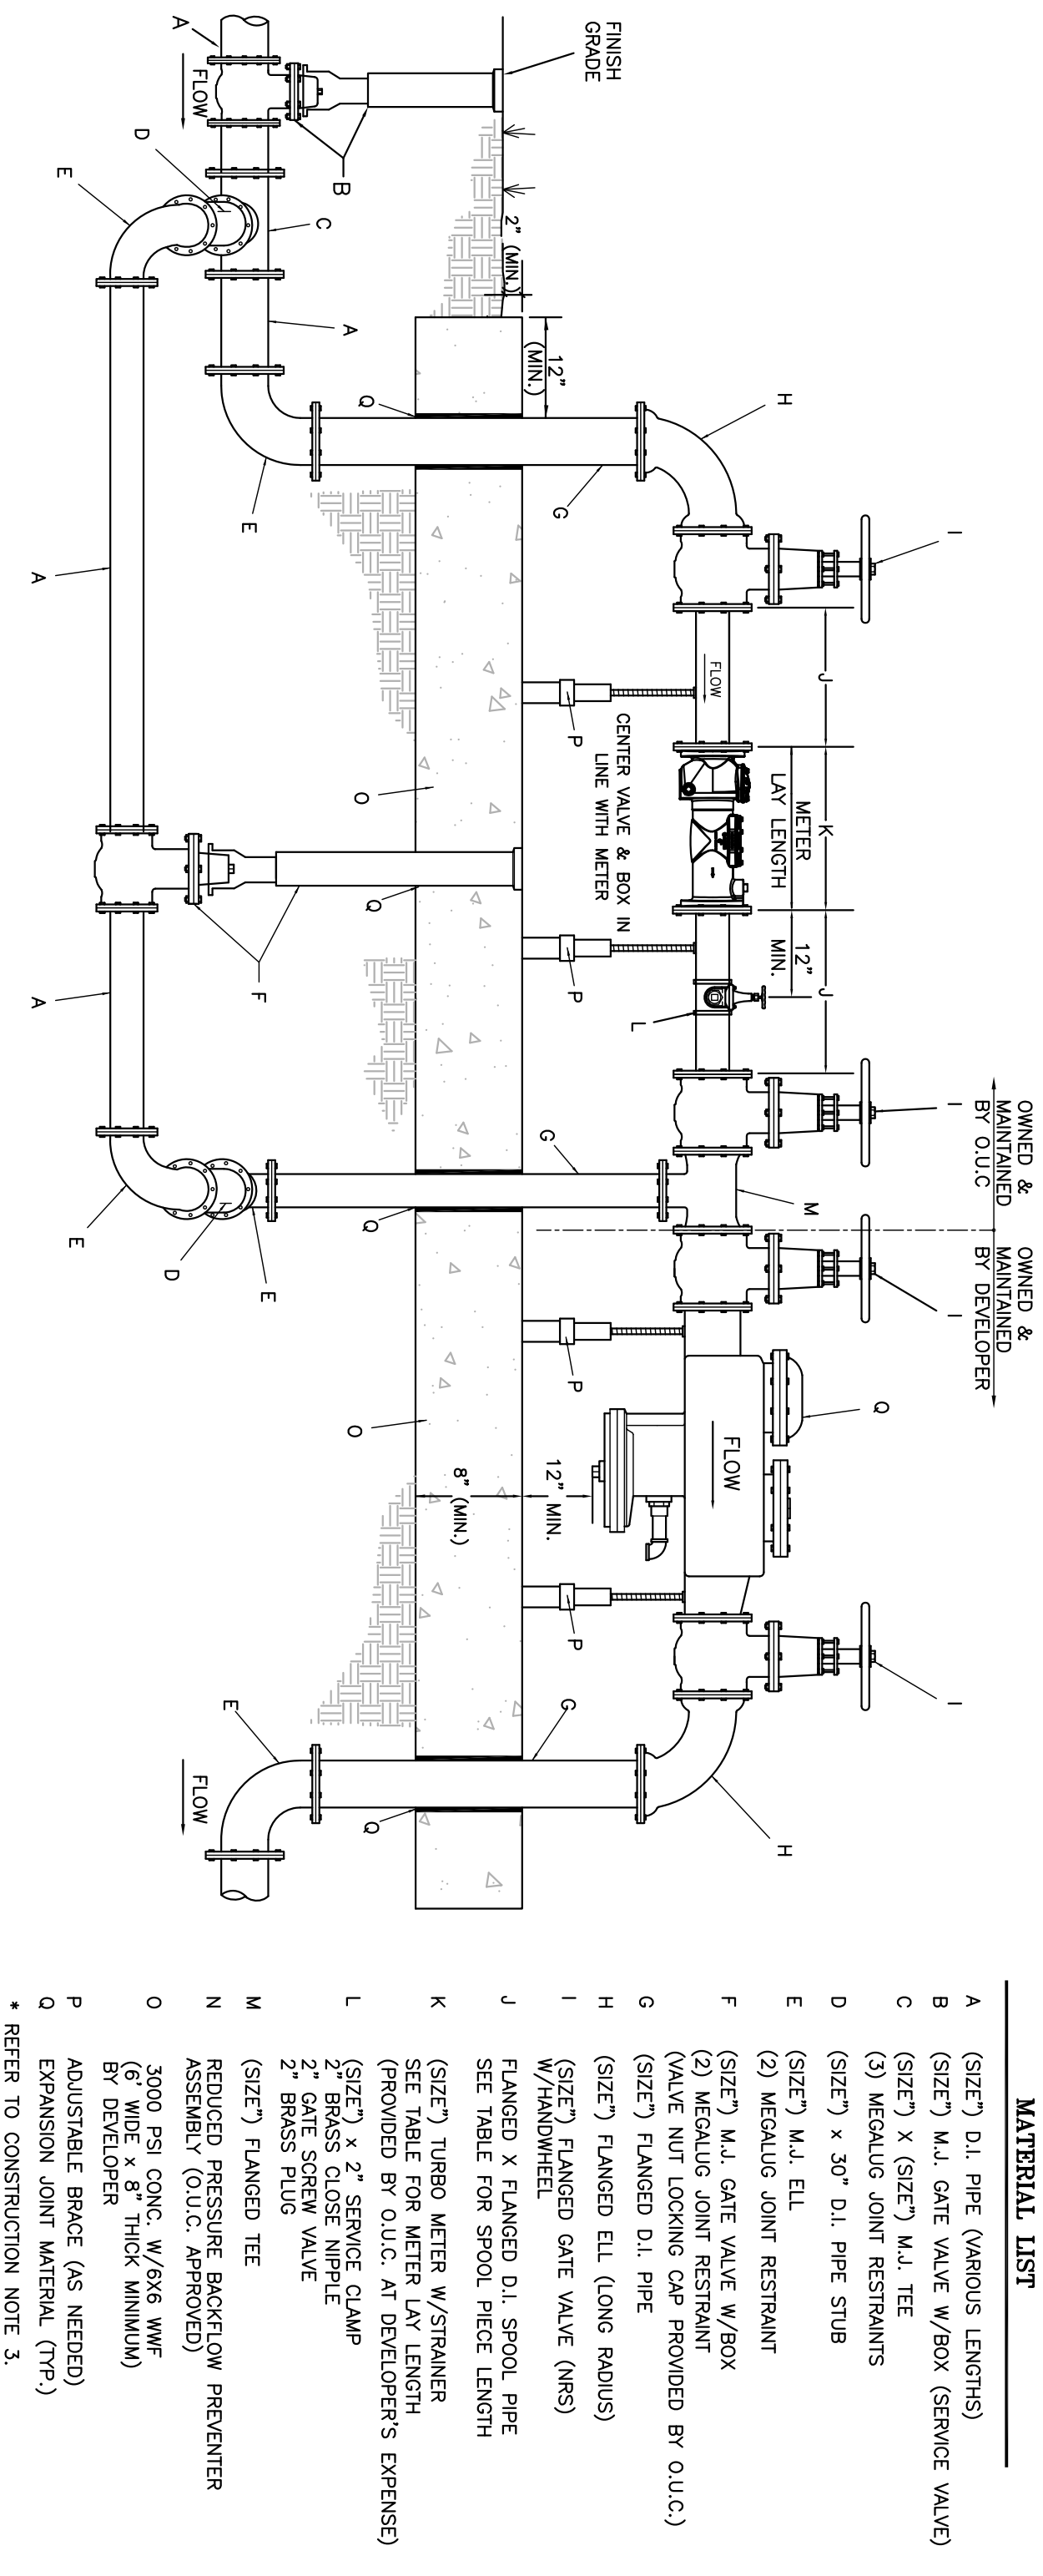 FINISH
GRADE
A
FLOW
B
D
E
C
2" (MIN.)
A
12"
(MIN.)
Q
H
E
G
A
I
J
FLOW
P
CENTER VALVE & BOX IN
LINE WITH METER
O
METER
LAY LENGTH
K
Q
F
12"
MIN.
J
P
L
A
OWNED &
MAINTAINED
BY O.U.C
OWNED &
MAINTAINED
BY DEVELOPER
I
G
M
Q
E
D
E
I
P
Q
O
FLOW
12" MIN.
8" (MIN.)
P
I
E
G
FLOW
Q
H
MATERIAL LIST
A (SIZE") D.I. PIPE (VARIOUS LENGTHS)
B (SIZE") M.J. GATE VALVE W/BOX (SERVICE VALVE)
C (SIZE") X (SIZE") M.J. TEE
(3) MEGALUG JOINT RESTRAINTS
D (SIZE") x 30" D.I. PIPE STUB
E (SIZE") M.J. ELL
(2) MEGALUG JOINT RESTRAINT
F (SIZE") M.J. GATE VALVE W/BOX
(2) MEGALUG JOINT RESTRAINT
(VALVE NUT LOCKING CAP PROVIDED BY O.U.C.)
G (SIZE") FLANGED D.I. PIPE
H (SIZE") FLANGED ELL (LONG RADIUS)
I (SIZE") FLANGED GATE VALVE (NRS)
W/HANDWHEEL
J FLANGED X FLANGED D.I. SPOOL PIPE
SEE TABLE FOR SPOOL PIECE LENGTH
K (SIZE") TURBO METER W/STRAINER
SEE TABLE FOR METER LAY LENGTH
(PROVIDED BY O.U.C. AT DEVELOPER'S EXPENSE)
L (SIZE") x 2" SERVICE CLAMP
2" BRASS CLOSE NIPPLE
2" GATE SCREW VALVE
2" BRASS PLUG
M (SIZE") FLANGED TEE
N REDUCED PRESSURE BACKFLOW PREVENTER
ASSEMBLY (O.U.C. APPROVED)
O 3000 PSI CONC. W/6X6 WWF
(6' WIDE x 8" THICK MINIMUM)
BY DEVELOPER
P ADJUSTABLE BRACE (AS NEEDED)
Q EXPANSION JOINT MATERIAL (TYP.)
* REFER TO CONSTRUCTION NOTE 3.